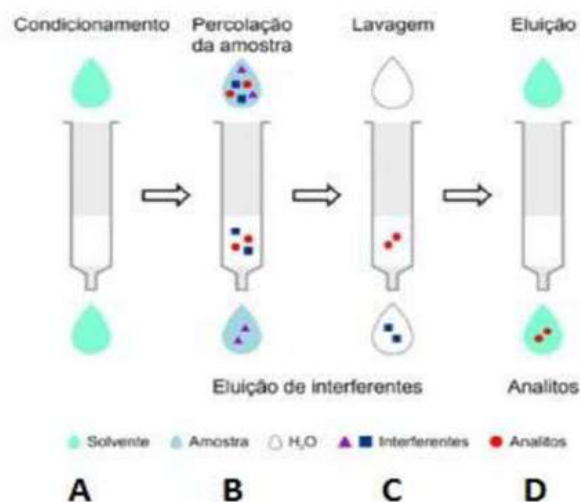 Condicionamento
Percolação
da amostra
Lavagem
Eluição
Eluição de interferentes
Analitos
Solvente
Amostra
H₂O
Interferentes
Analitos
A B C D